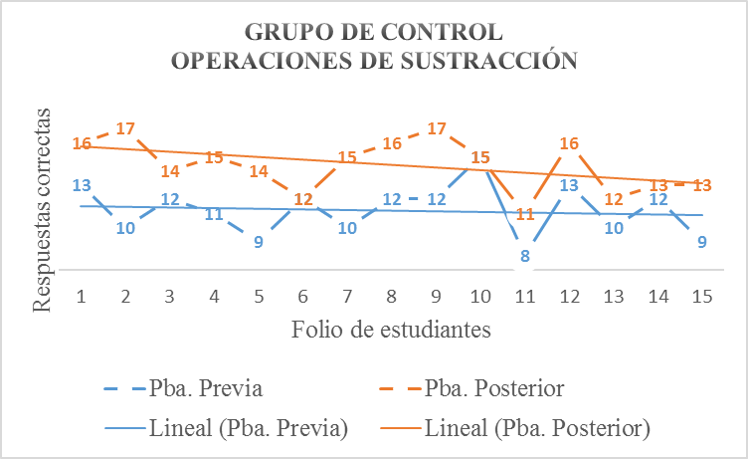 GRUPO DE CONTROL
OPERACIONES DE SUSTRACCIÓN
Respuestas correctas
16 17 14 15 14 12 15 16 17 15 11 16 12 13 13
13 10 12 11 9 10 12 12 8 13 10 12 9
1 2 3 4 5 6 7 8 9 10 11 12 13 14 15
Folio de estudiantes
Pba. Previa Pba. Posterior
Lineal (Pba. Previa) Lineal (Pba. Posterior)